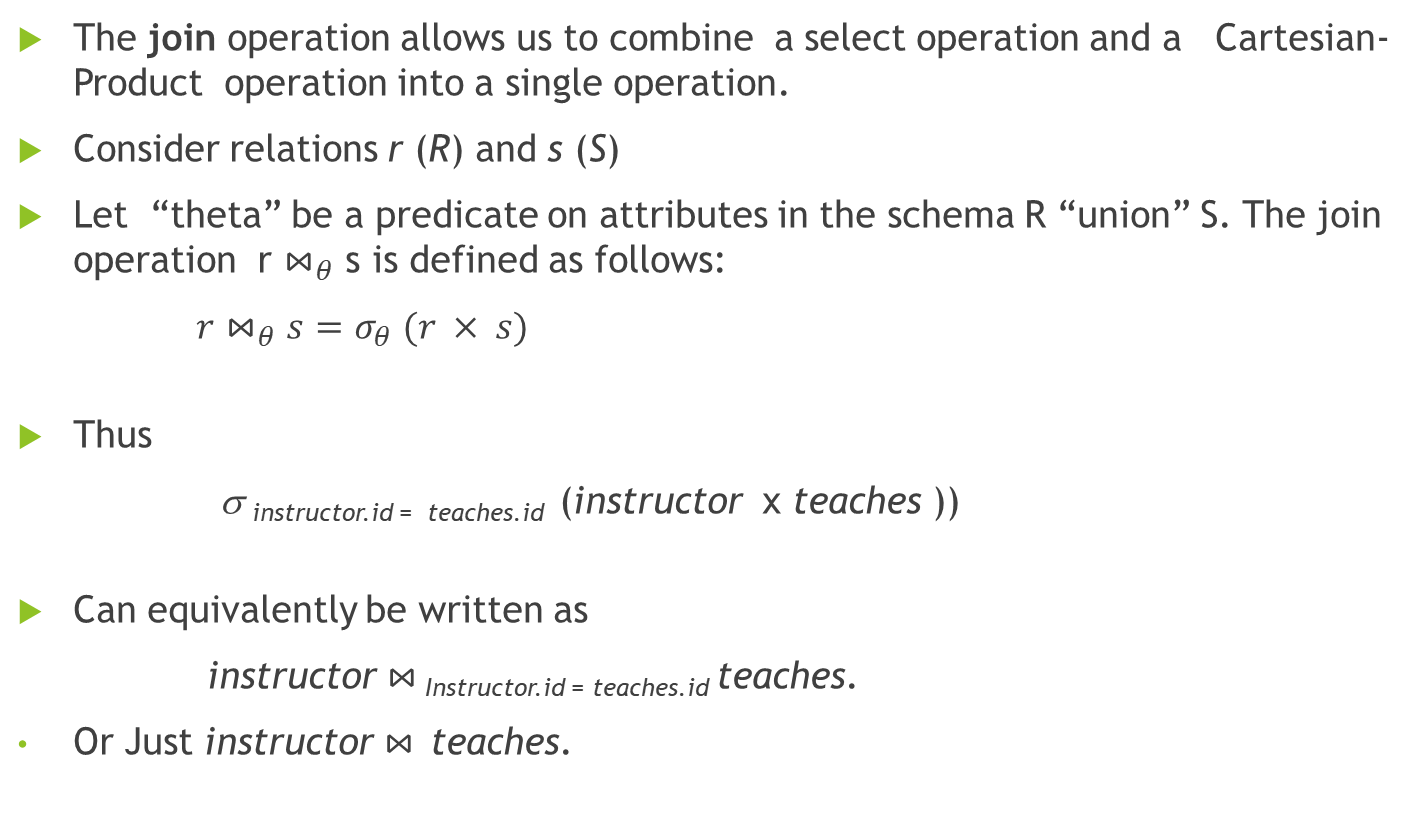 The join operation allows us to combine a select operation and a Cartesian-
Product operation into a single operation.
Consider relations r (R) and s (S)
Let “theta” be a predicate on attributes in the schema R “union” S. The join
operation r ⋈θ s is defined as follows:
r ⋈θ s = σθ (r × s)
Thus
σ instructor.id = teaches.id (instructor x teaches ))
Can equivalently be written as
instructor ⋈ Instructor.id = teaches.id teaches.
Or Just instructor ⋈ teaches.